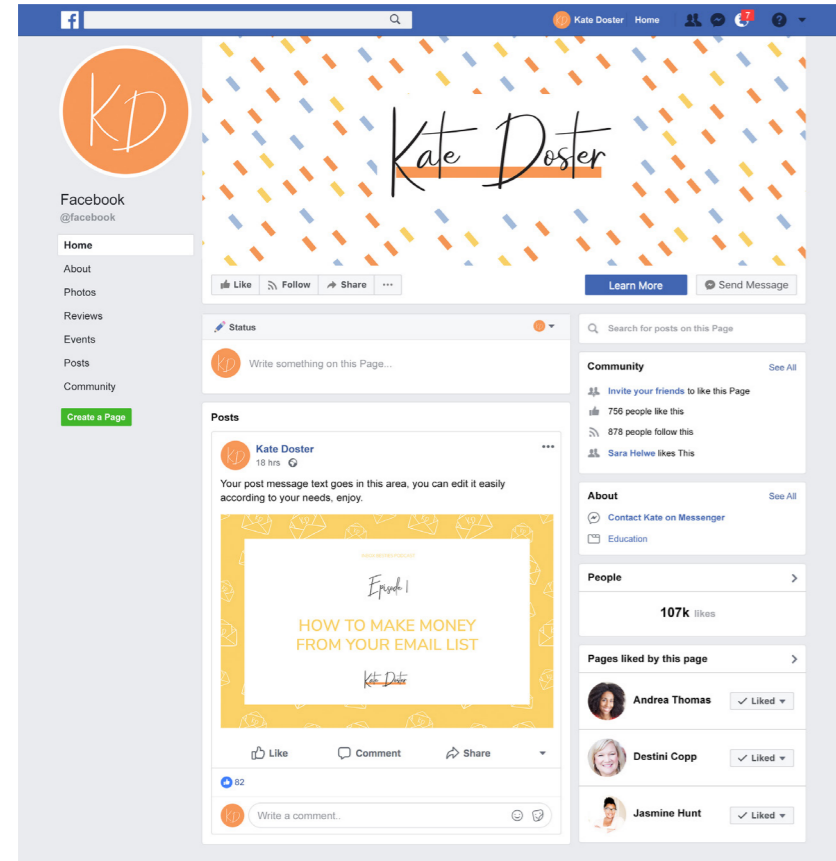 f
Kate Doster Home
7
?
KD
Kate Doster
Facebook
@facebook
Home
About
Photos
Reviews
Events
Posts
Community
Create a Page
Like
Follow
Share
Learn More
Send Message
Status
KD
Write something on this Page...
Posts
KD
Kate Doster
18 hrs
Your post message text goes in this area, you can edit it easily
according to your needs, enjoy.
Episode 1
HOW TO MAKE MONEY
FROM YOUR EMAIL LIST
Kate Doster
Like
Comment
Share
82
KD
Write a comment..
Search for posts on this Page
Community
See All
Invite your friends to like this Page
756 people like this
878 people follow this
Sara Helwe likes This
About
See All
Contact Kate on Messenger
Education
People
107k likes
Pages liked by this page
Andrea Thomas
Liked
Destini Copp
Liked
Jasmine Hunt
Liked